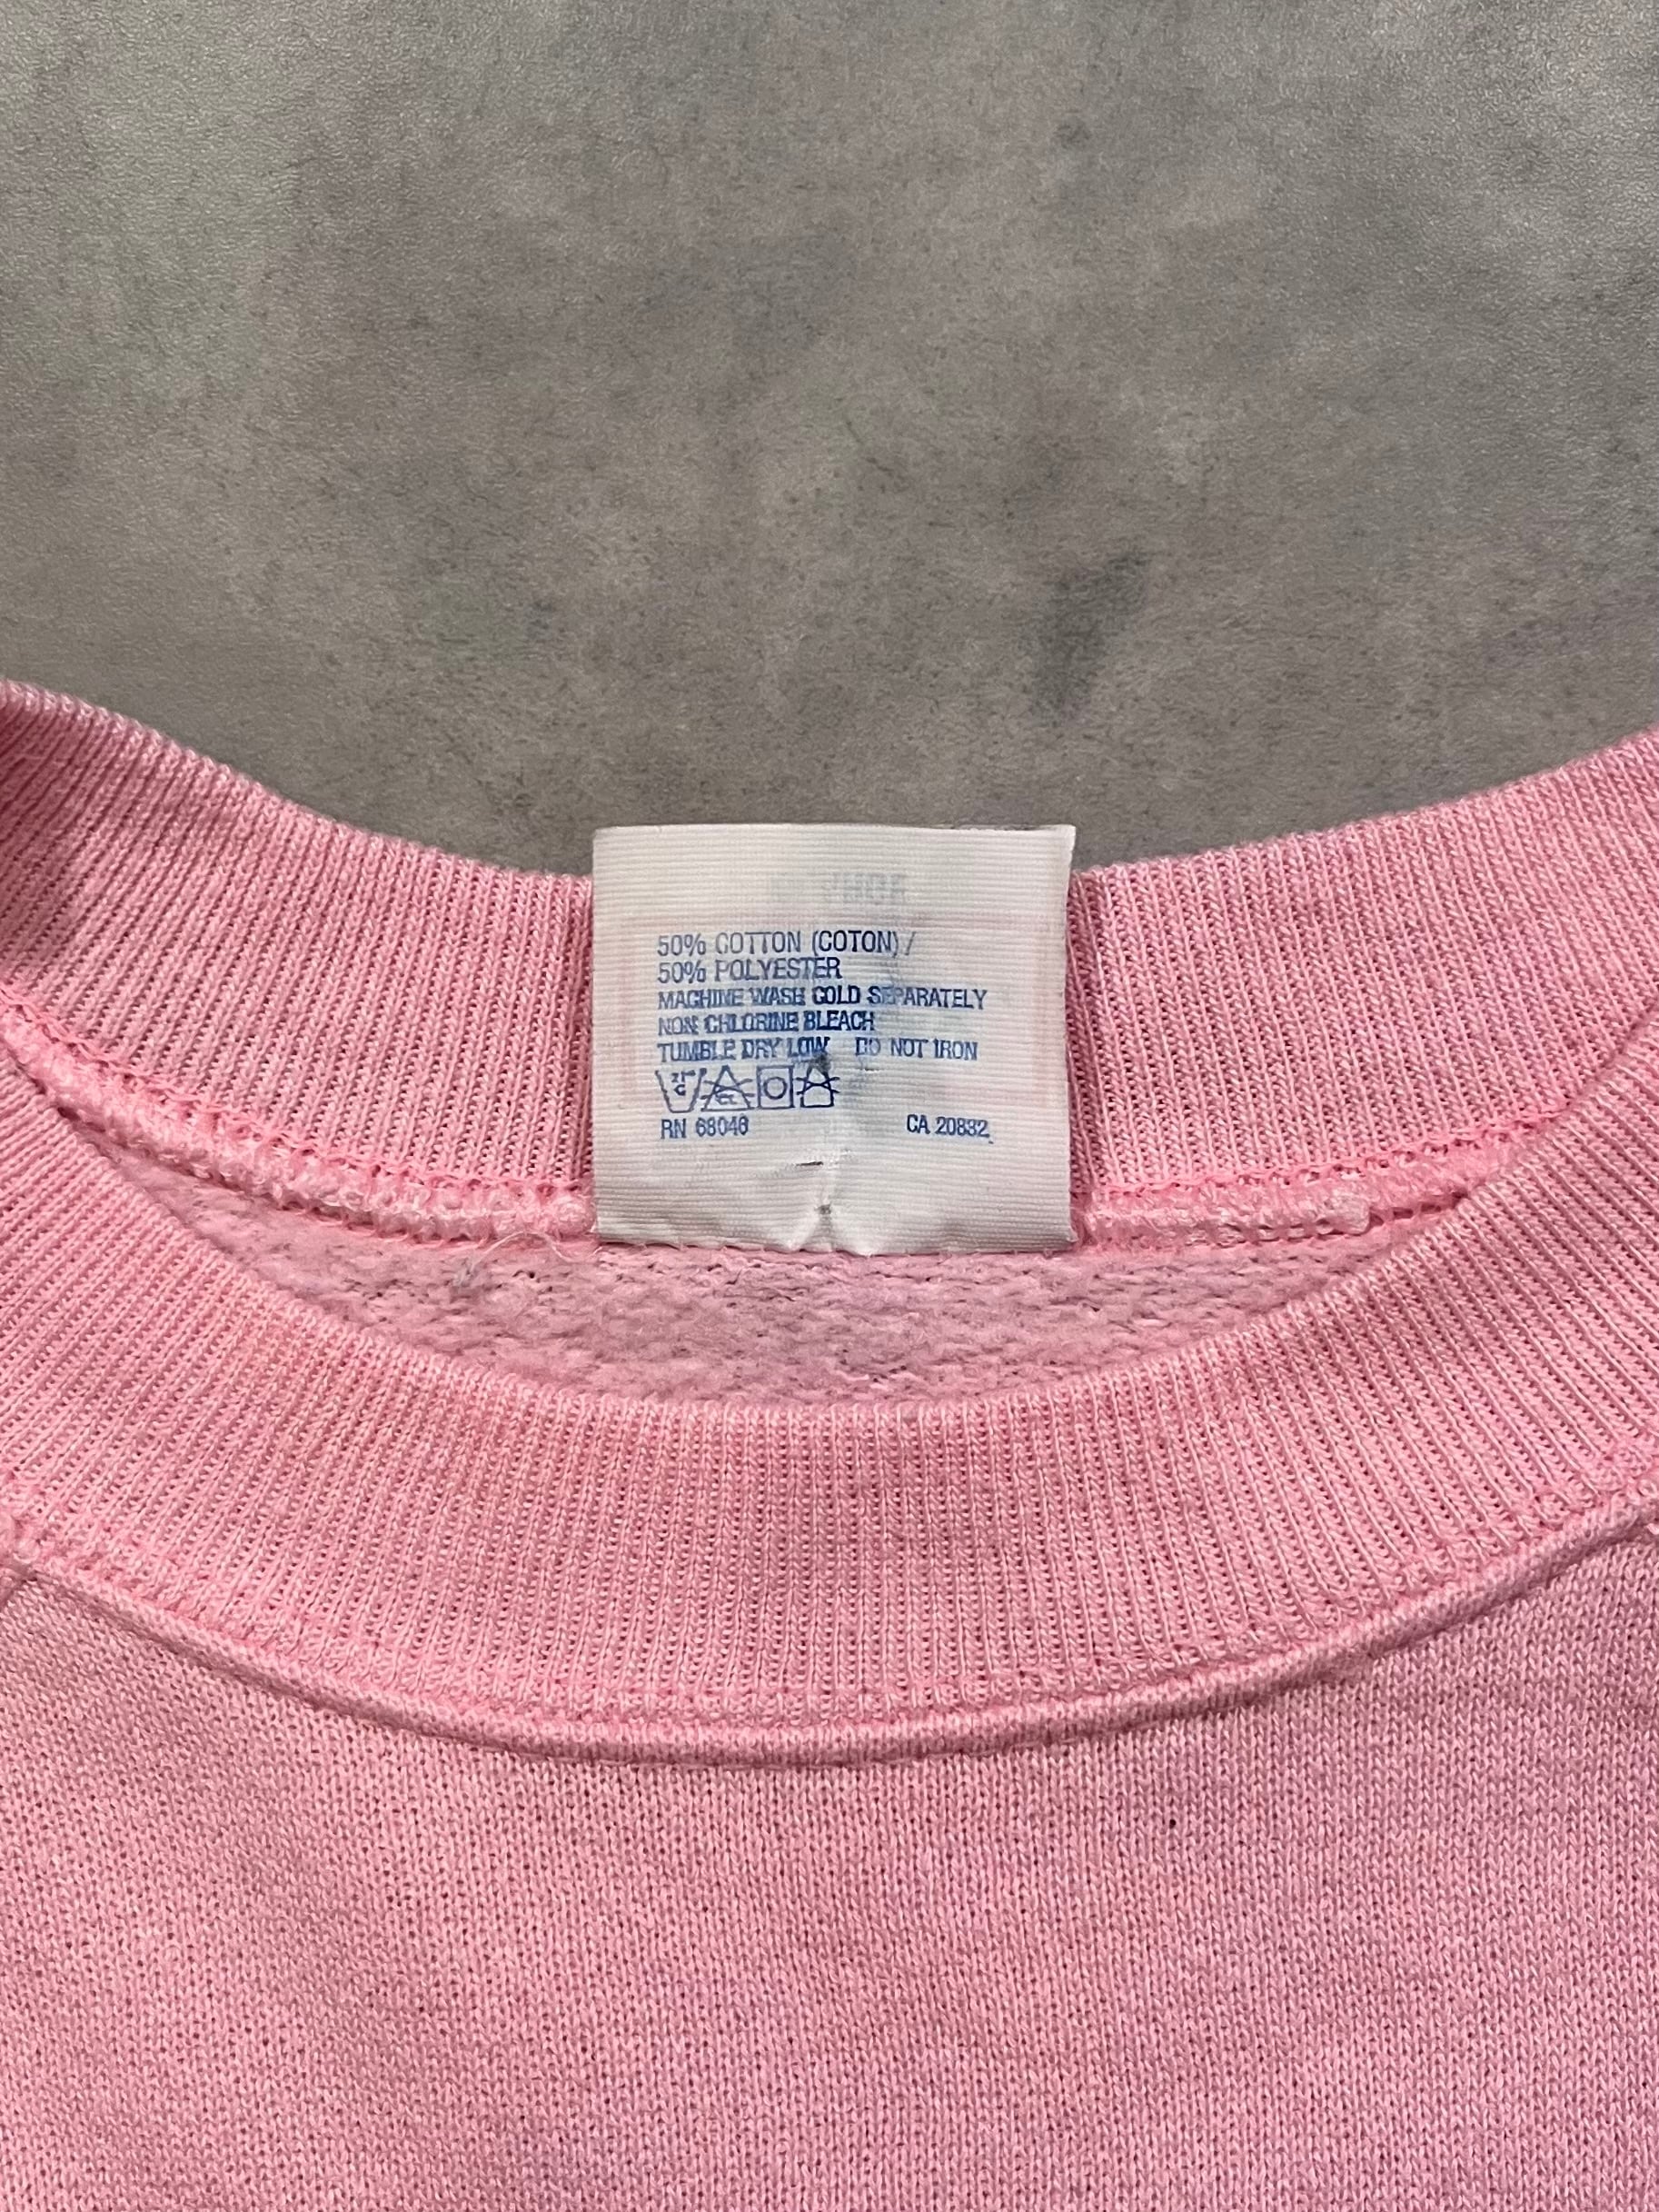 50% COTTON (COTON) /
50% POLYESTER
MACHINE WASH COLD SEPARATELY
NON CHLORINE BLEACH
TUMBLE DRY LOW DO NOT IRON
RN 68046 CA 20832